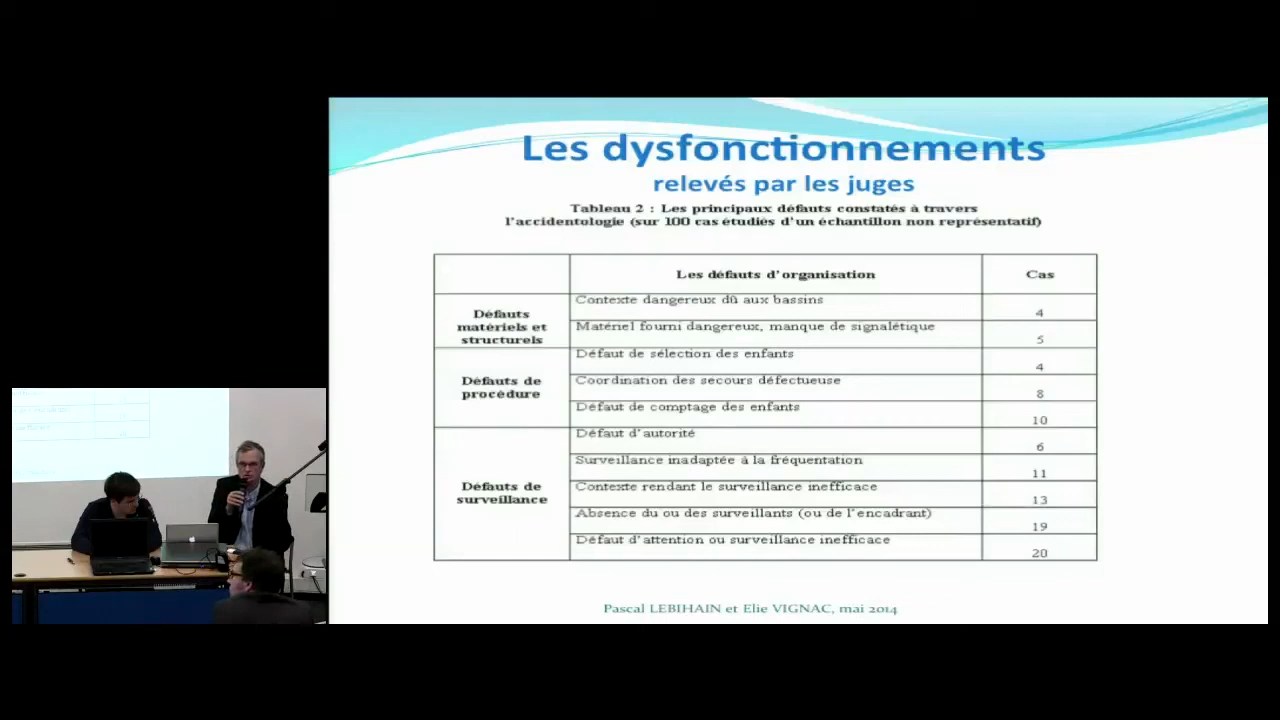 Les dysfonctionnements
relevés par les juges
Tableau 2 : Les principaux défauts constatés à travers
l'accidentologie (sur 100 cas étudiés d'un échantillon non représentatif)
Les défauts d'organisation
Cas
Défauts
matériels et
structurels
Contexte dangereux dû aux bassins
4
Matériel fourni dangereux, manque de signalétique
5
Défauts de
procédure
Défaut de sélection des enfants
4
Coordination des secours défectueuse
8
Défaut de comptage des enfants
10
Défauts de
surveillance
Défaut d'autorité
6
Surveillance inadaptée à la fréquentation
11
Contexte rendant le surveillance inefficace
13
Absence du ou des surveillants (ou de l'encadrant)
19
Défaut d'attention ou surveillance inefficace
20
Pascal LEBIHAIN et Elie VIGNAC, mai 2014